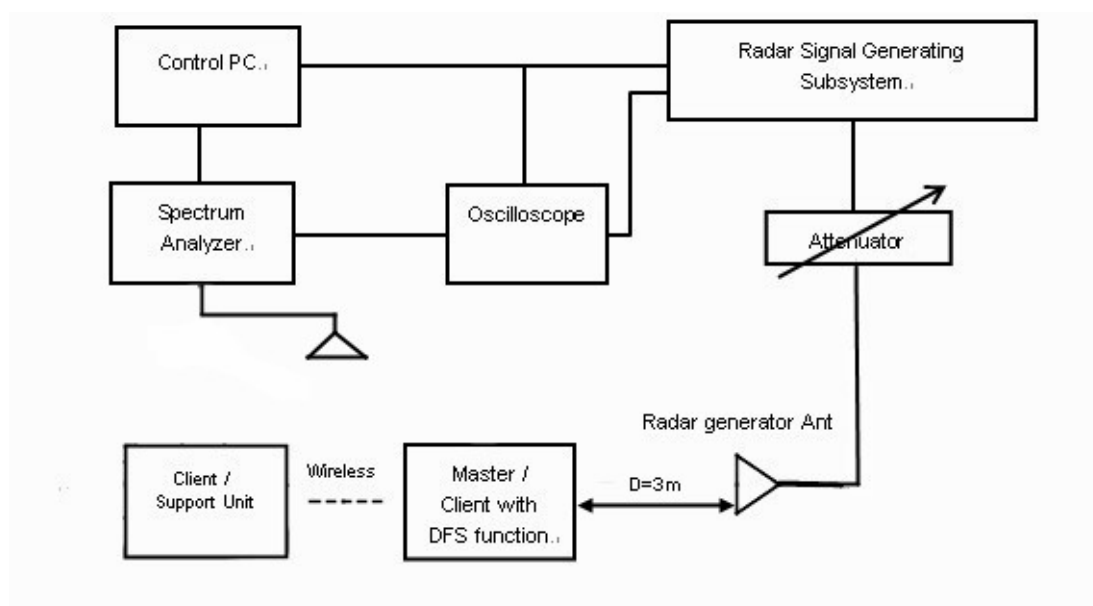 Control PC.
Radar Signal Generating
Subsystem.
Spectrum
Analyzer.
Oscilloscope
Attenuator
Radar generator Ant
Client /
Support Unit
Wireless
Master /
Client with
DFS function.
D=3m